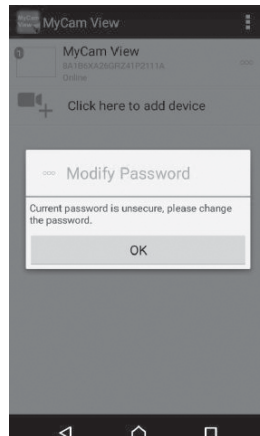 MyCam View
MyCam View
Online
Click here to add device
Modify Password
Current password is unsecure, please change
the password.
OK